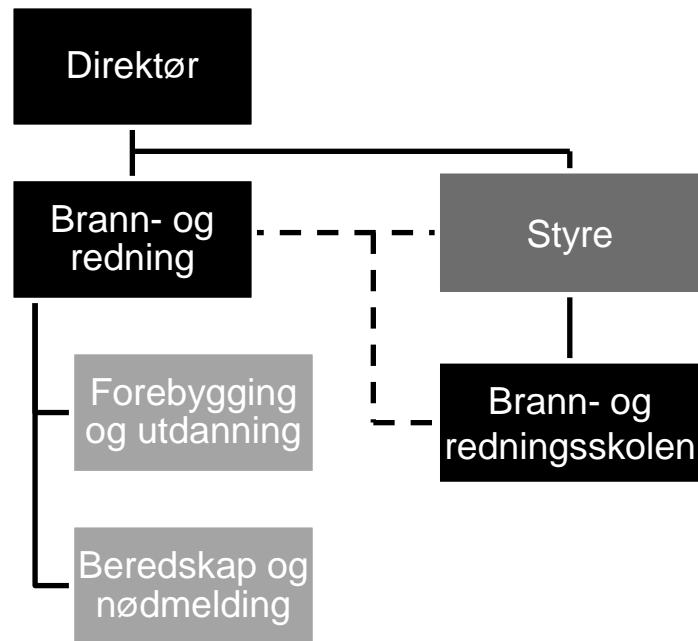 Direktør
Brann- og
redning
Styre
Forebygging
og utdanning
Brann- og
redningsskolen
Beredskap og
nødmelding